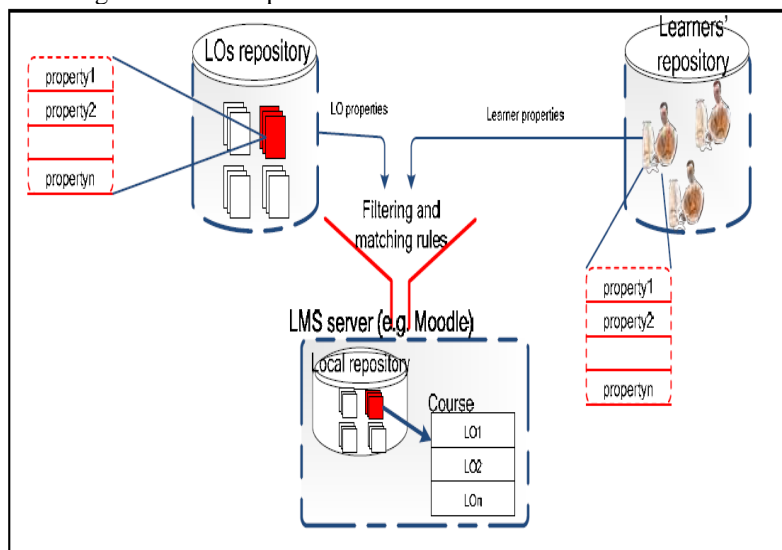 LOs repository
Learners'
repository
property1
property2
propertyn
LO properties
Learner properties
Filtering and
matching rules
property1
property2
propertyn
LMS server (e.g. Moodle)
Local repository
Course
LO1
LO2
LOn